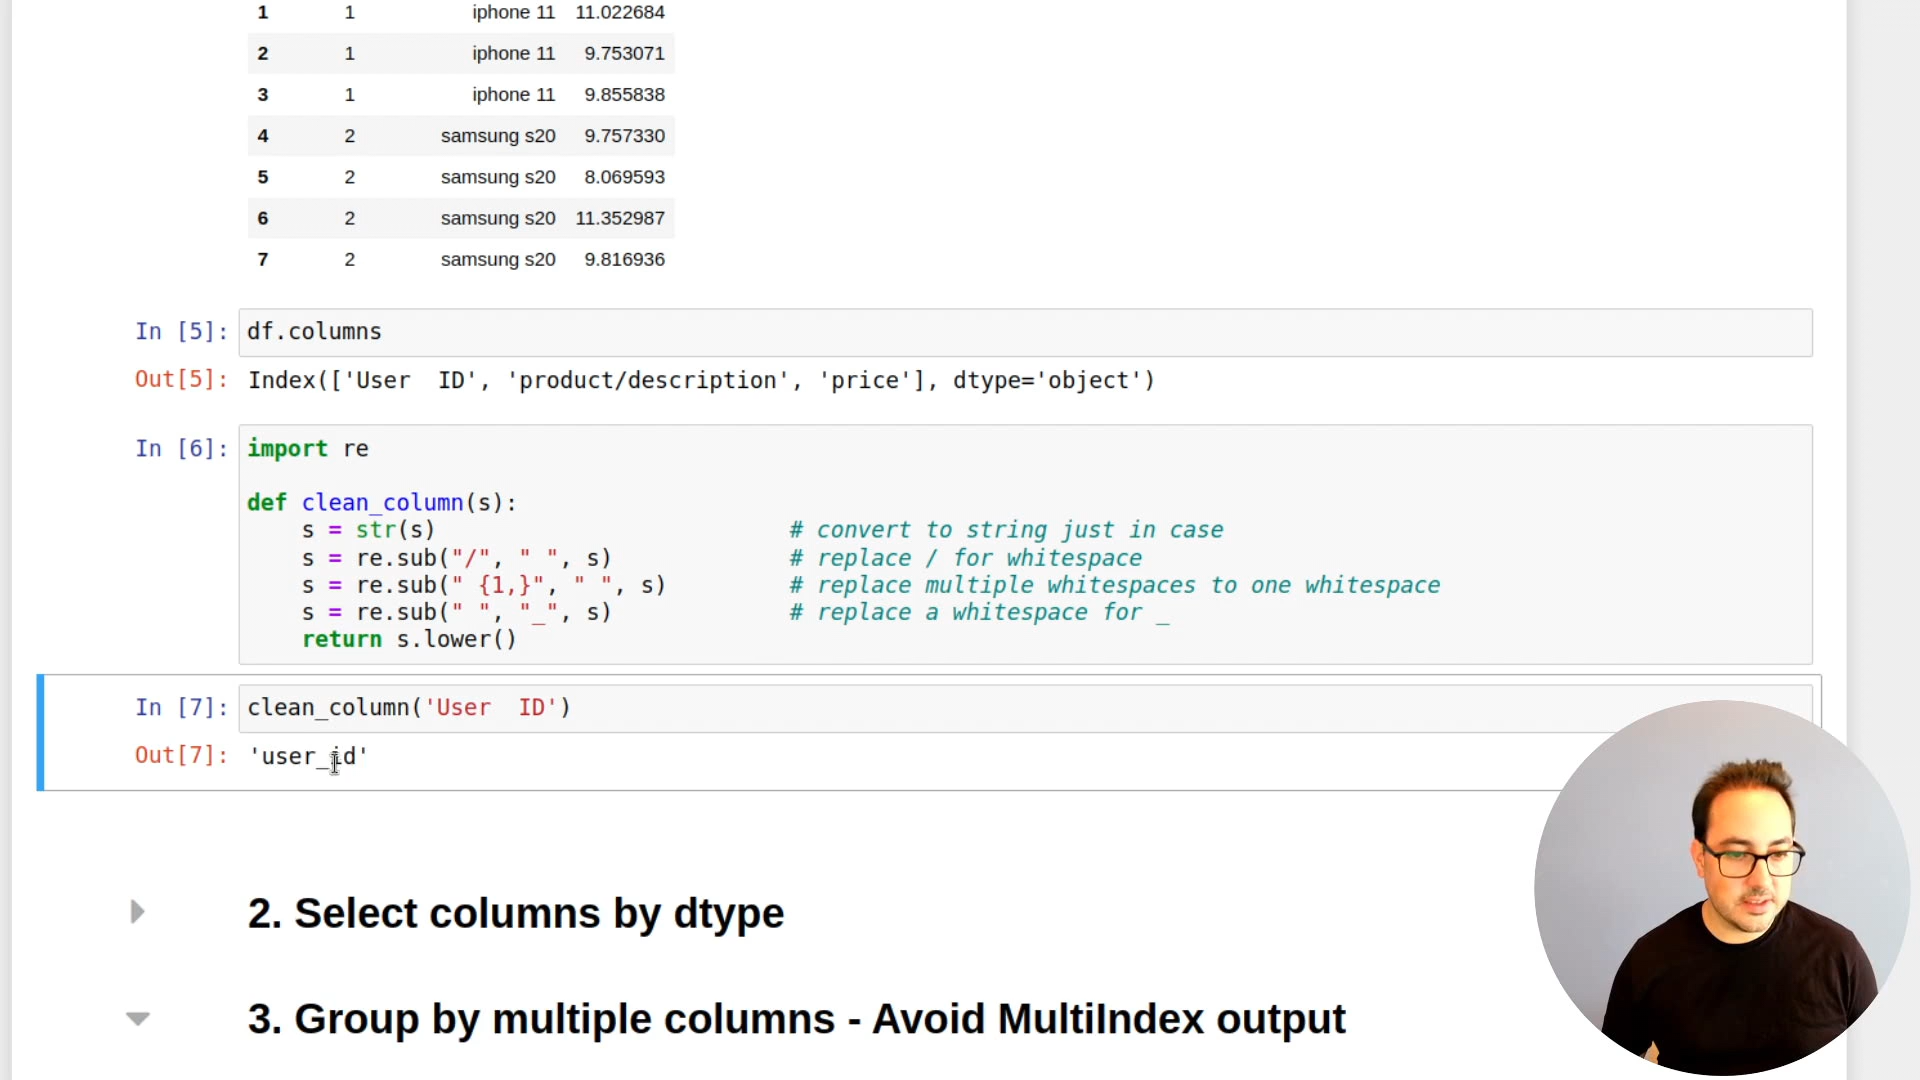 1 1 iphone 11 11.022684
2 1 iphone 11 9.753071
3 1 iphone 11 9.855838
4 2 samsung s20 9.757330
5 2 samsung s20 8.069593
6 2 samsung s20 11.352987
7 2 samsung s20 9.816936
In [5]: df.columns
Out[5]: Index(['User  ID', 'product/description', 'price'], dtype='object')
In [6]: import re
def clean_column(s):
    s = str(s)             # convert to string just in case
    s = re.sub("/", " ", s)             # replace / for whitespace
    s = re.sub(" {1,}", " ", s)         # replace multiple whitespaces to one whitespace
    s = re.sub(" ", "_", s)             # replace a whitespace for _
    return s.lower()
In [7]: clean_column('User  ID')
Out[7]: 'user_id'
2. Select columns by dtype
3. Group by multiple columns - Avoid MultiIndex output